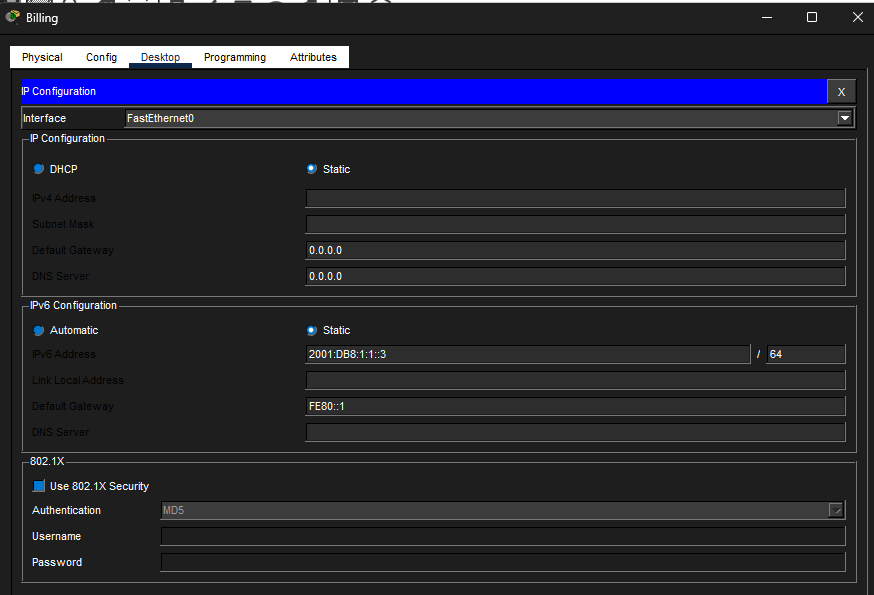 Billing
Physical Config Desktop Programming Attributes
IP Configuration X
Interface FastEthernet0
IP Configuration
DHCP Static
IPv4 Address
Subnet Mask
Default Gateway 0.0.0.0
DNS Server 0.0.0.0
IPv6 Configuration
Automatic Static
IPv6 Address 2001:DB8:1:1::3 / 64
Link Local Address
Default Gateway FE80::1
DNS Server
802.1X
Use 802.1X Security
Authentication MD5
Username
Password